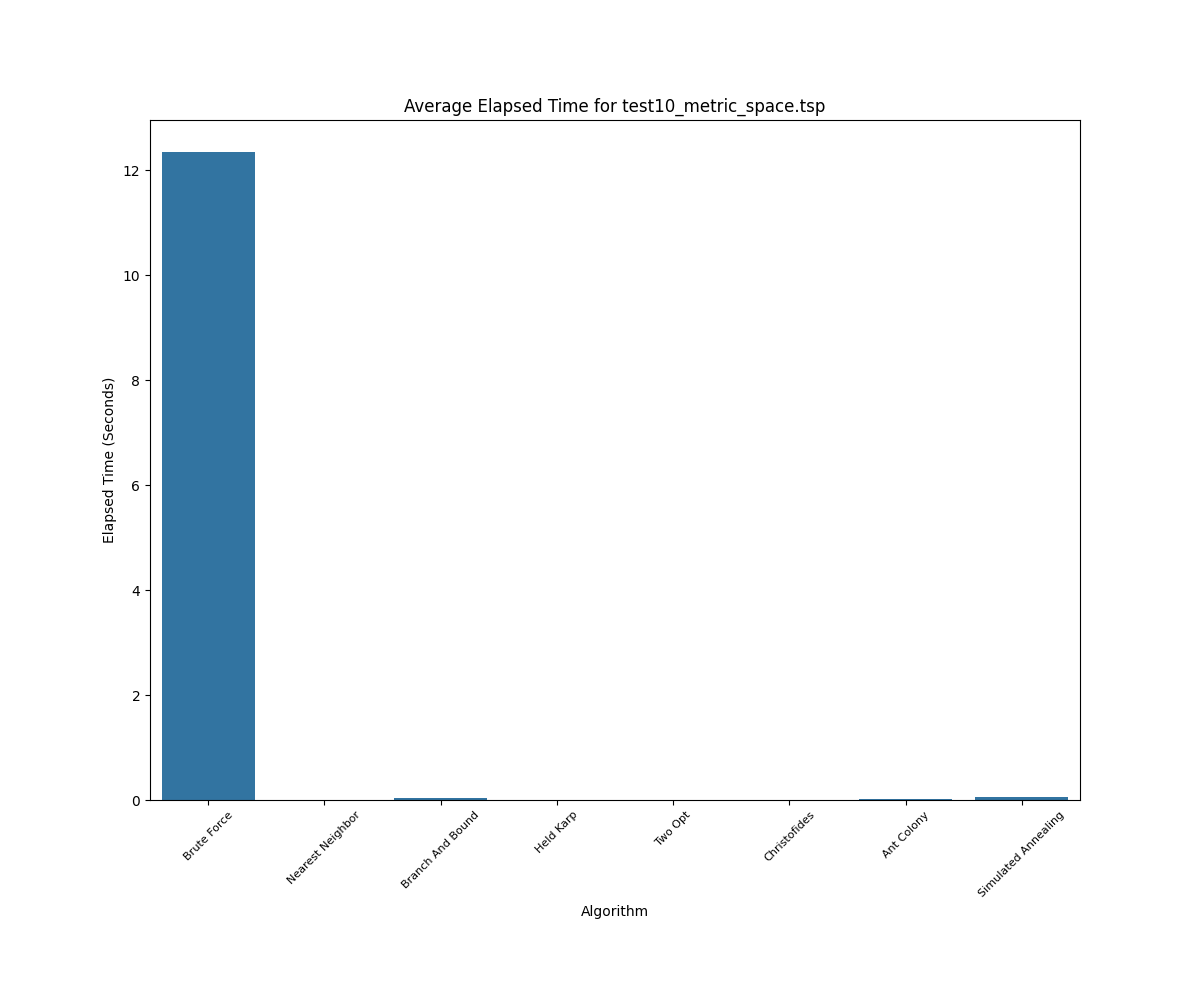 Average Elapsed Time for test10_metric_space.tsp
Elapsed Time (Seconds)
12
10
8
6
4
2
0
Brute Force
Nearest Neighbor
Branch And Bound
Held Karp
Two Opt
Christofides
Ant Colony
Simulated Annealing
Algorithm